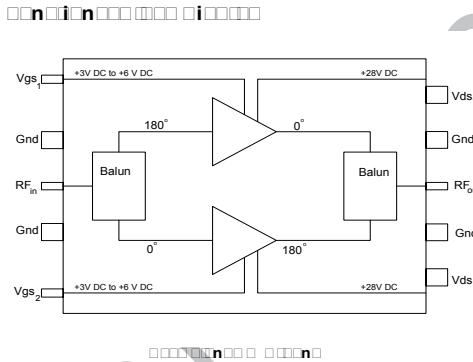 Vgs1 +3V DC to +6 V DC +28V DC Vds
180° 0°
Gnd Gnd
Balun Balun
RFin RFo
Gnd Gnd
0° 180°
Vgs2 +3V DC to +6 V DC +28V DC Vds